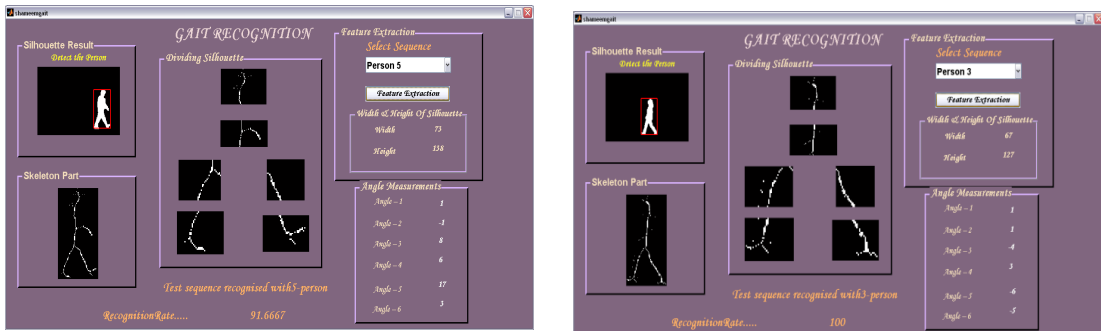 shameemgait
GAIT RECOGNITION
Silhouette Result
Detect the Person
Skeleton Part
Dividing Silhouette
Feature Extraction
Select Sequence
Person 5
Feature Extraction
Width & Height Of Silhouette
Width 73
Height 138
Angle Measurements
Angle – 1 1
Angle – 2 -1
Angle – 3 8
Angle – 4 6
Angle – 5 17
Angle – 6 3
Test sequence recognised with5-person
RecognitionRate..... 91.6667
shameemgait
GAIT RECOGNITION
Silhouette Result
Detect the Person
Skeleton Part
Dividing Silhouette
Feature Extraction
Select Sequence
Person 3
Feature Extraction
Width & Height Of Silhouette
Width 67
Height 127
Angle Measurements
Angle – 1 1
Angle – 2 1
Angle – 3 -4
Angle – 4 3
Angle – 5 -6
Angle – 6 -5
Test sequence recognised with3-person
RecognitionRate..... 100